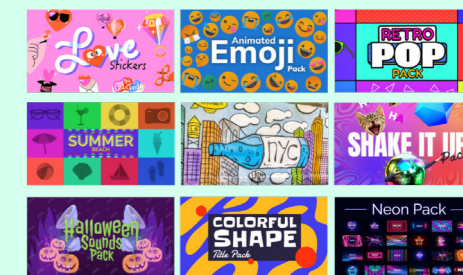 Love
Stickers
Animated
Emoji
Pack
RETRO
POP
PACK
SUMMER
BEACH
NYC
SHAKE IT UP
Halloween
Sounds
Pack
COLORFUL
SHAPE
Title Pack
Neon Pack